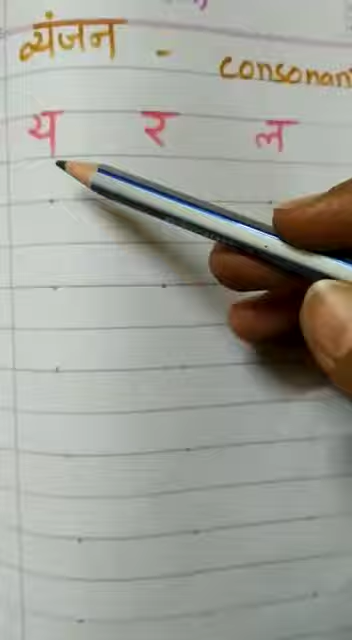 व्यंजन - consonan
य र ल